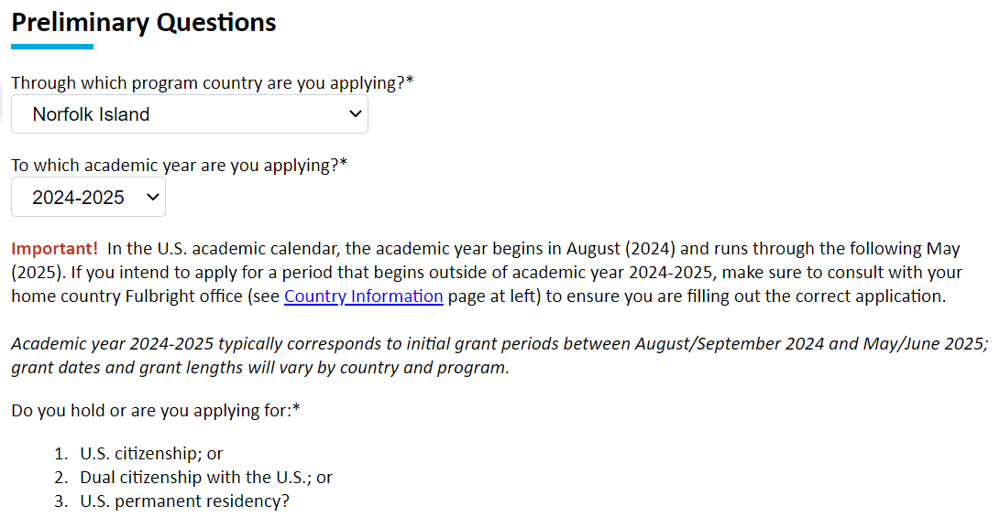 Preliminary Questions
Through which program country are you applying?*
Norfolk Island
To which academic year are you applying?*
2024-2025
Important! In the U.S. academic calendar, the academic year begins in August (2024) and runs through the following May
(2025). If you intend to apply for a period that begins outside of academic year 2024-2025, make sure to consult with your
home country Fulbright office (see Country Information page at left) to ensure you are filling out the correct application.
Academic year 2024-2025 typically corresponds to initial grant periods between August/September 2024 and May/June 2025;
grant dates and grant lengths will vary by country and program.
Do you hold or are you applying for:*
1. U.S. citizenship; or
2. Dual citizenship with the U.S.; or
3. U.S. permanent residency?